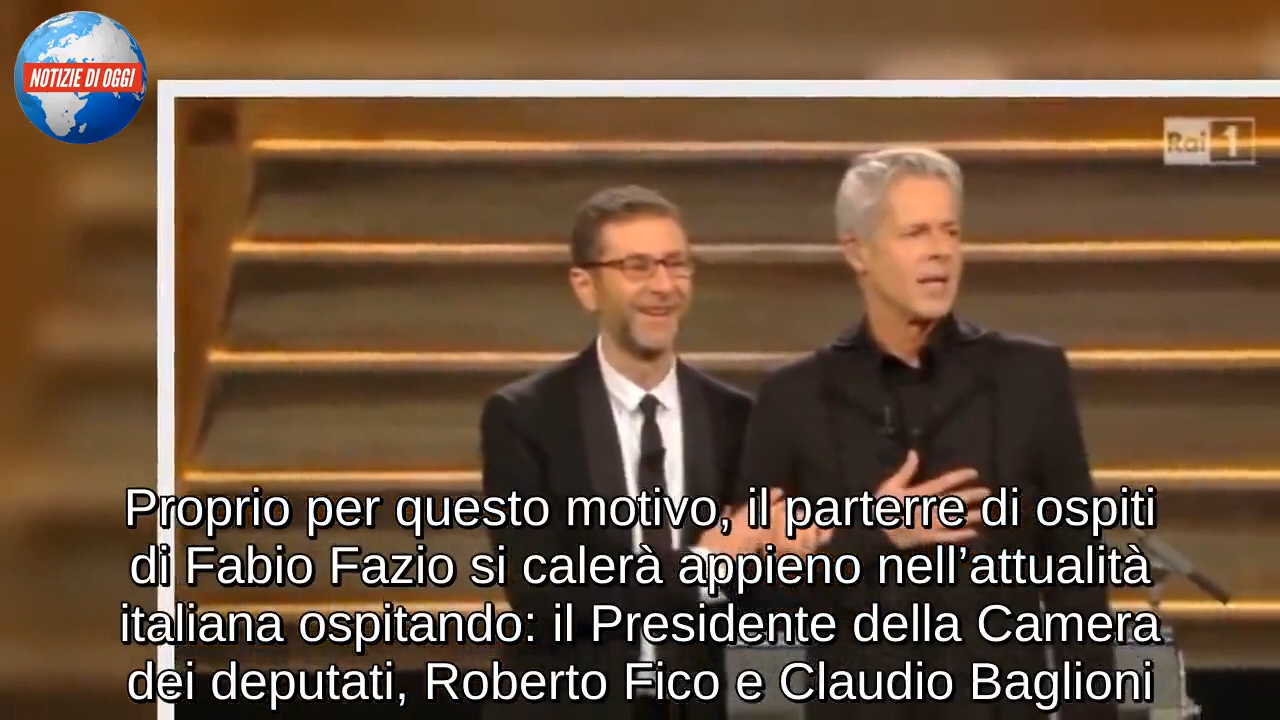 NOTIZIE DI OGGI
Rai 1
Proprio per questo motivo, il parterre di ospiti
di Fabio Fazio si calerà appieno nell’attualità
italiana ospitando: il Presidente della Camera
dei deputati, Roberto Fico e Claudio Baglioni